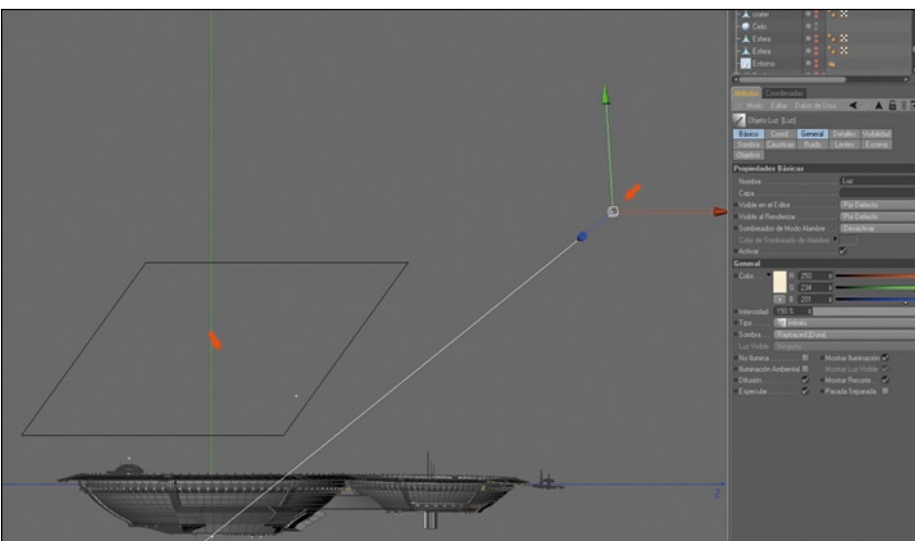 cráter
Cielo
Esfera
Esfera
Entorno
Atributos Coordenadas
Modo Editar Datos de Usua
Objeto Luz [Luz]
Básico Coord. General Detalles Visibilidad
Sombra Cáusticas Ruido Lentes Escena
Objetivo
Propiedades Básicas
Nombre Luz
Capa
Visible en el Editor Por Defecto
Visible al Renderizar Por Defecto
Sombreados de Modo Alambre Desactivar
Color de Sombreado de Alambre
Activar
General
Color R 250
G 234
B 201
Intensidad 150 %
Tipo Infinito
Sombra Raytraced (Dura)
Luz Visible Ninguno
No Ilumina Mostrar Iluminación
Iluminación Ambiental Mostrar Luz Visible
Difusión Mostrar Recorte
Especular Pasada Separada